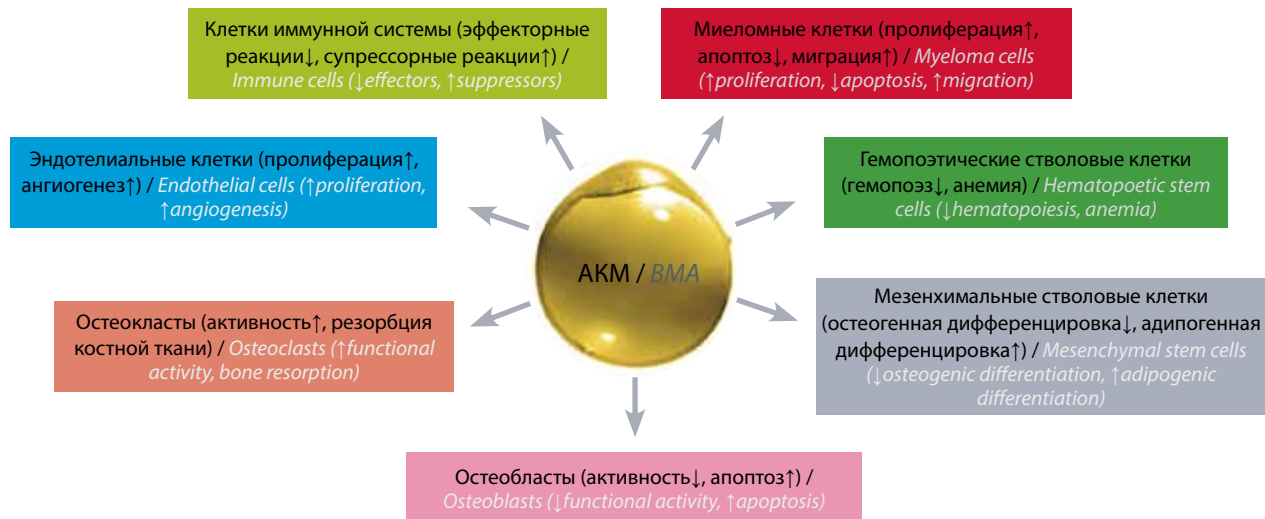 Клетки иммунной системы (эффекторные
реакции↓, супрессорные реакции↑) /
Immune cells (↓effectors, ↑suppressors)
Миеломные клетки (пролиферация↑,
апоптоз↓, миграция↑) / Myeloma cells
(↑proliferation, ↓apoptosis, ↑migration)
Эндотелиальные клетки (пролиферация↑,
ангиогенез↑) / Endothelial cells (↑proliferation,
↑angiogenesis)
Гемопоэтические стволовые клетки
(гемопоэз↓, анемия) / Hematopoetic stem
cells (↓hematopoiesis, anemia)
АКМ / BMA
Остеокласты (активность↑, резорбция
костной ткани) / Osteoclasts (↑functional
activity, bone resorption)
Мезенхимальные стволовые клетки
(остеогенная дифференцировка↓, адипогенная
дифференцировка↑) / Mesenchymal stem cells
(↓osteogenic differentiation, ↑adipogenic
differentiation)
Остеобласты (активность↓, апоптоз↑) /
Osteoblasts (↓functional activity, ↑apoptosis)